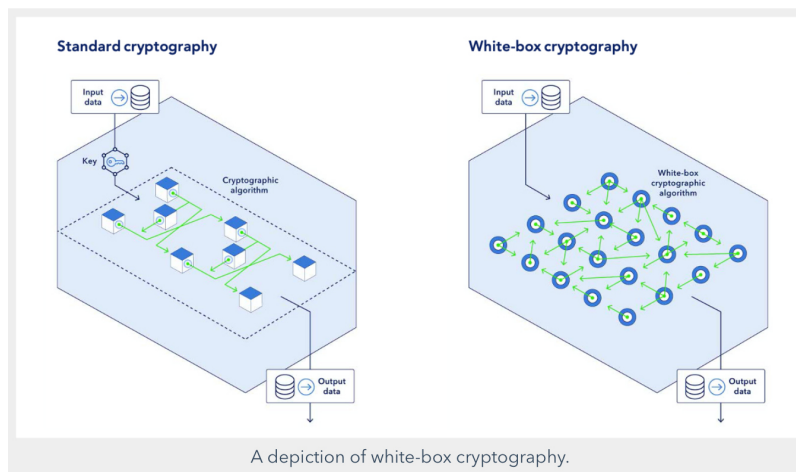 Standard cryptography
Input
data
Key
Cryptographic
algorithm
Output
data
White-box cryptography
Input
data
White-box
cryptographic
algorithm
Output
data
A depiction of white-box cryptography.